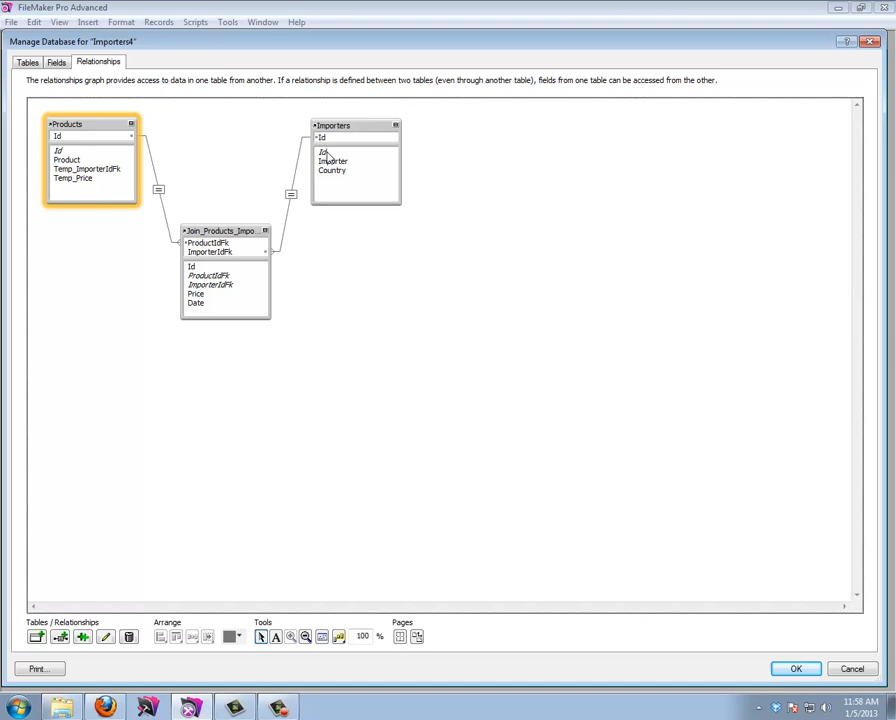 FileMaker Pro Advanced
File Edit View Insert Format Records Scripts Tools Window Help
Manage Database for "Importers4"
Tables Fields Relationships
The relationships graph provides access to data in one table from another. If a relationship is defined between two tables (even through another table), fields from one table can be accessed from the other.
Products
Id
Id
Product
Temp_ImporterIdFk
Temp_Price
Importers
Id
Id
Importer
Country
Join_Products_Impo...
ProductIdFk
ImporterIdFk
Id
ProductIdFk
ImporterIdFk
Price
Date
Tables / Relationships Arrange Tools Pages
A 100 %
Print... OK Cancel
11:58 AM
1/5/2013